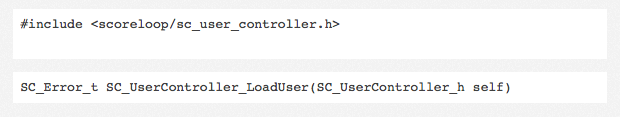 #include <scoreloop/sc_user_controller.h>
SC_Error_t SC_UserController_LoadUser(SC_UserController_h self)